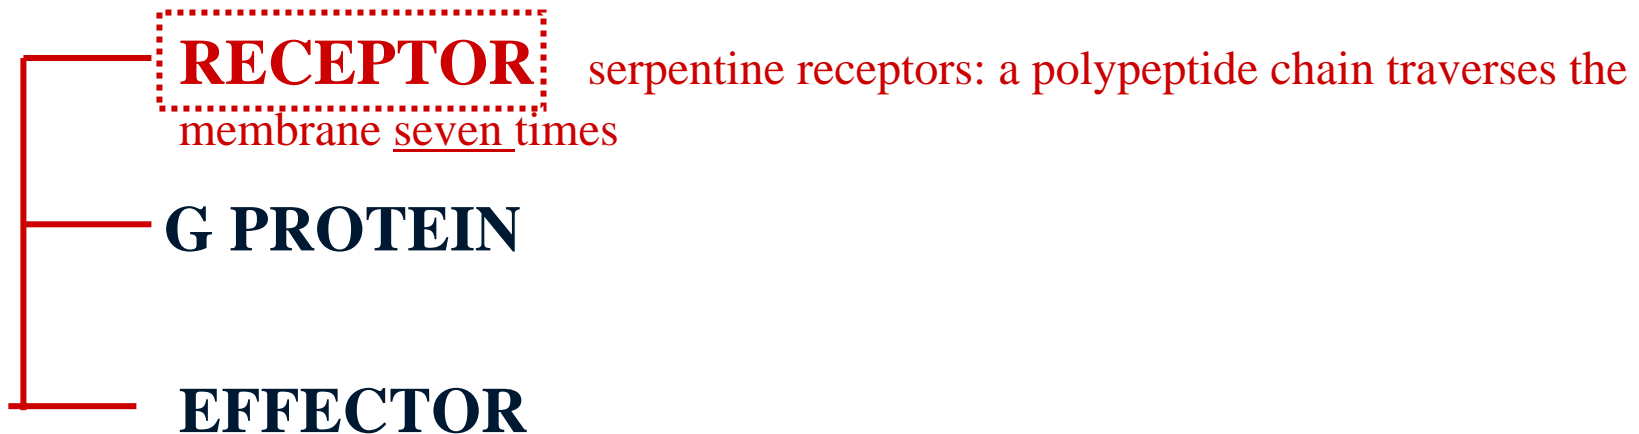 RECEPTOR serpentine receptors: a polypeptide chain traverses the
membrane seven times
G PROTEIN
EFFECTOR